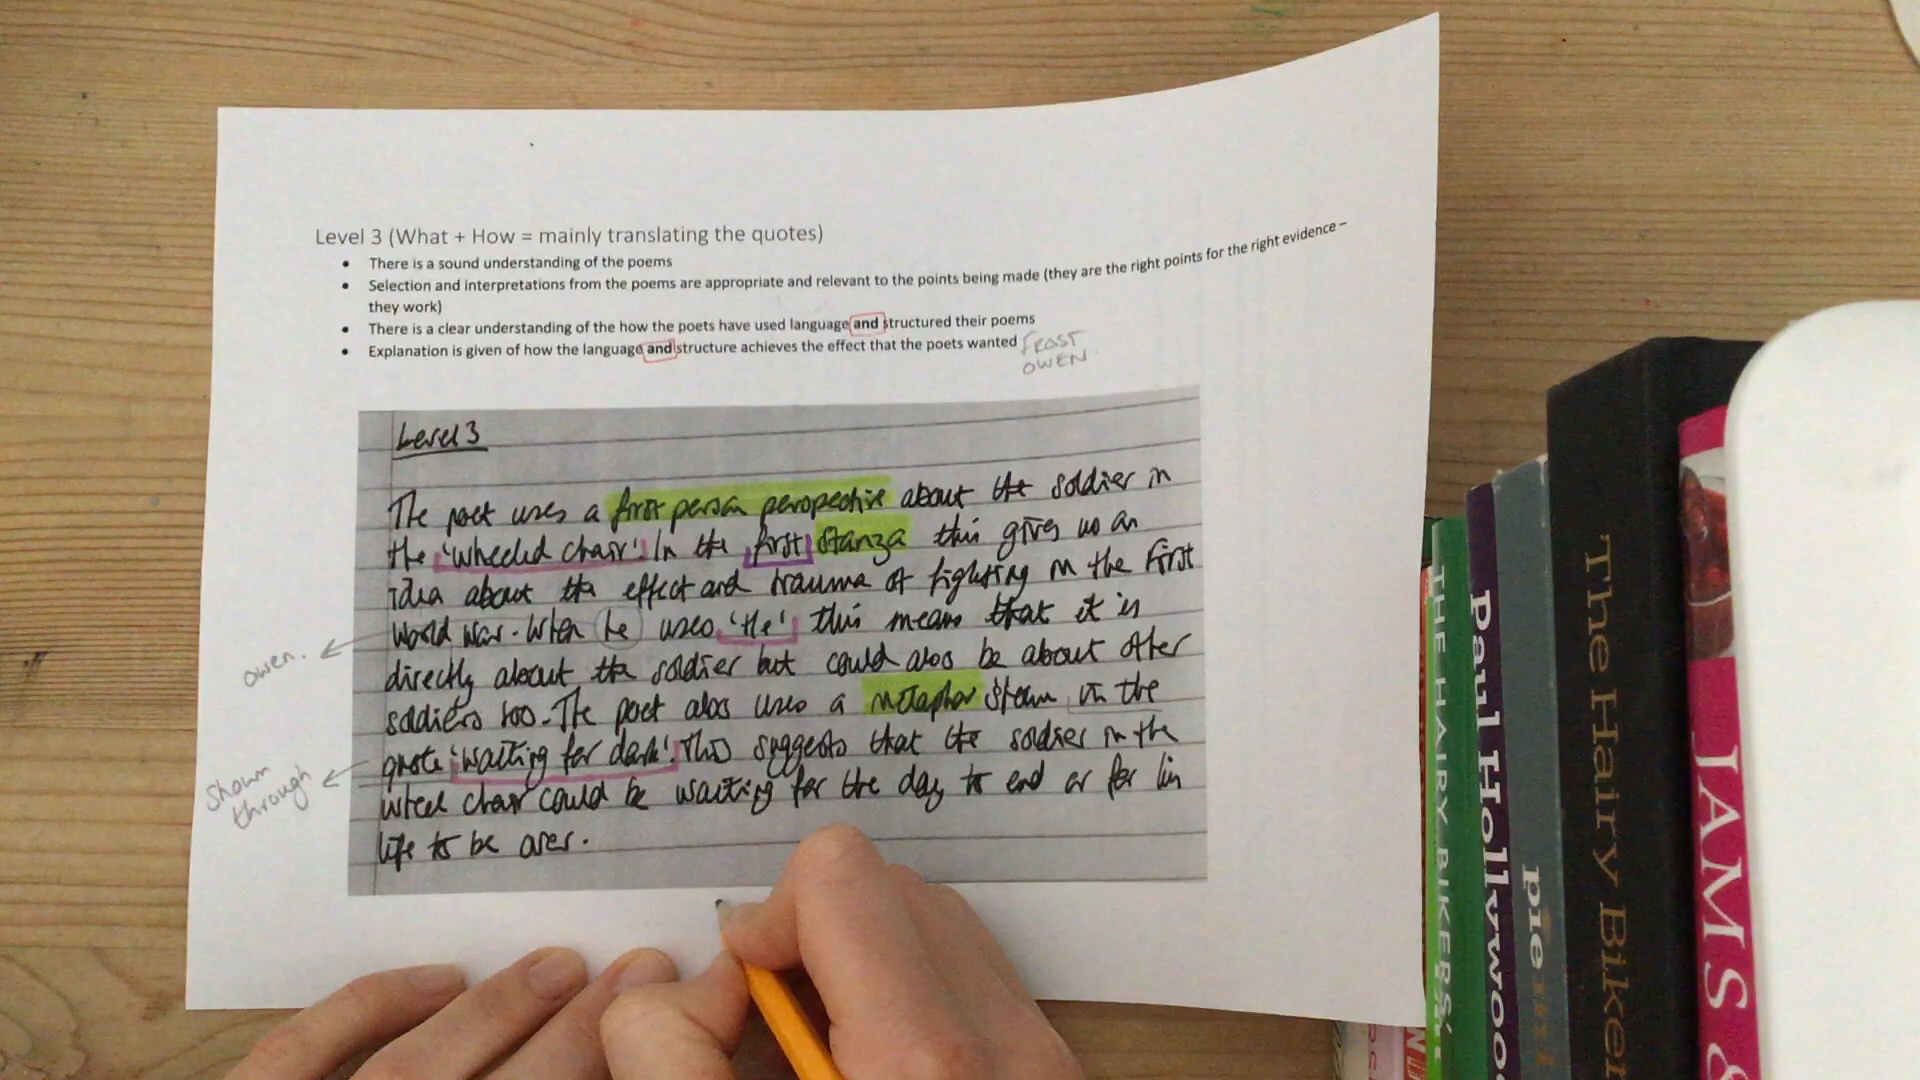 Level 3 (What + How = mainly translating the quotes)
• There is a sound understanding of the poems
• Selection and interpretations from the poems are appropriate and relevant to the points being made (they are the right points for the right evidence –
they work)
• There is a clear understanding of the how the poets have used language and structured their poems
• Explanation is given of how the language and structure achieves the effect that the poets wanted
FROST
OWEN.
Level 3
The poet uses a first person perspective about the soldier in
the 'wheeled chair'. In the first stanza this gives us an
idea about the effect and trauma of fighting in the First
World War. When he uses 'He' this means that it is
directly about the soldier but could also be about other
soldiers too. The poet also uses a metaphor in the
quote 'waiting for dark'. This suggests that the soldier in the
wheel chair could be waiting for the day to end or for his
life to be over.
owen.
shown
through
THE HAIRY BIKERS'
Paul Hollywoo
pie
The Hairy Biker
JAMS &